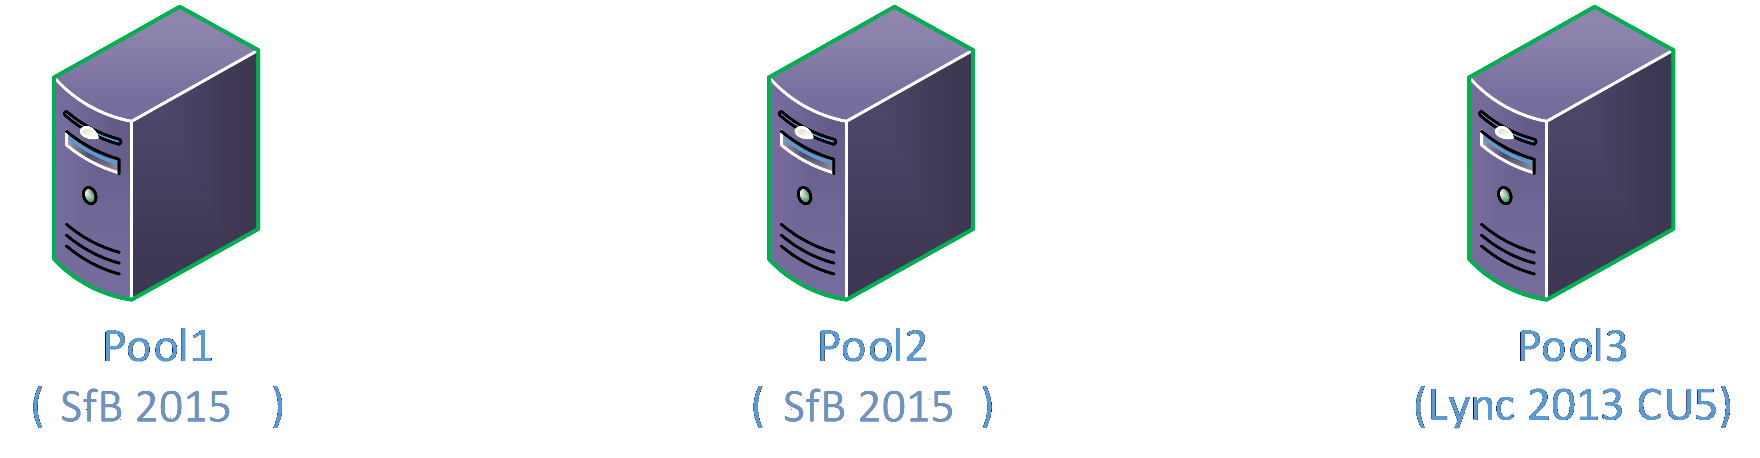 Pool1
( SfB 2015 )
Pool2
( SfB 2015 )
Pool3
(Lync 2013 CU5)